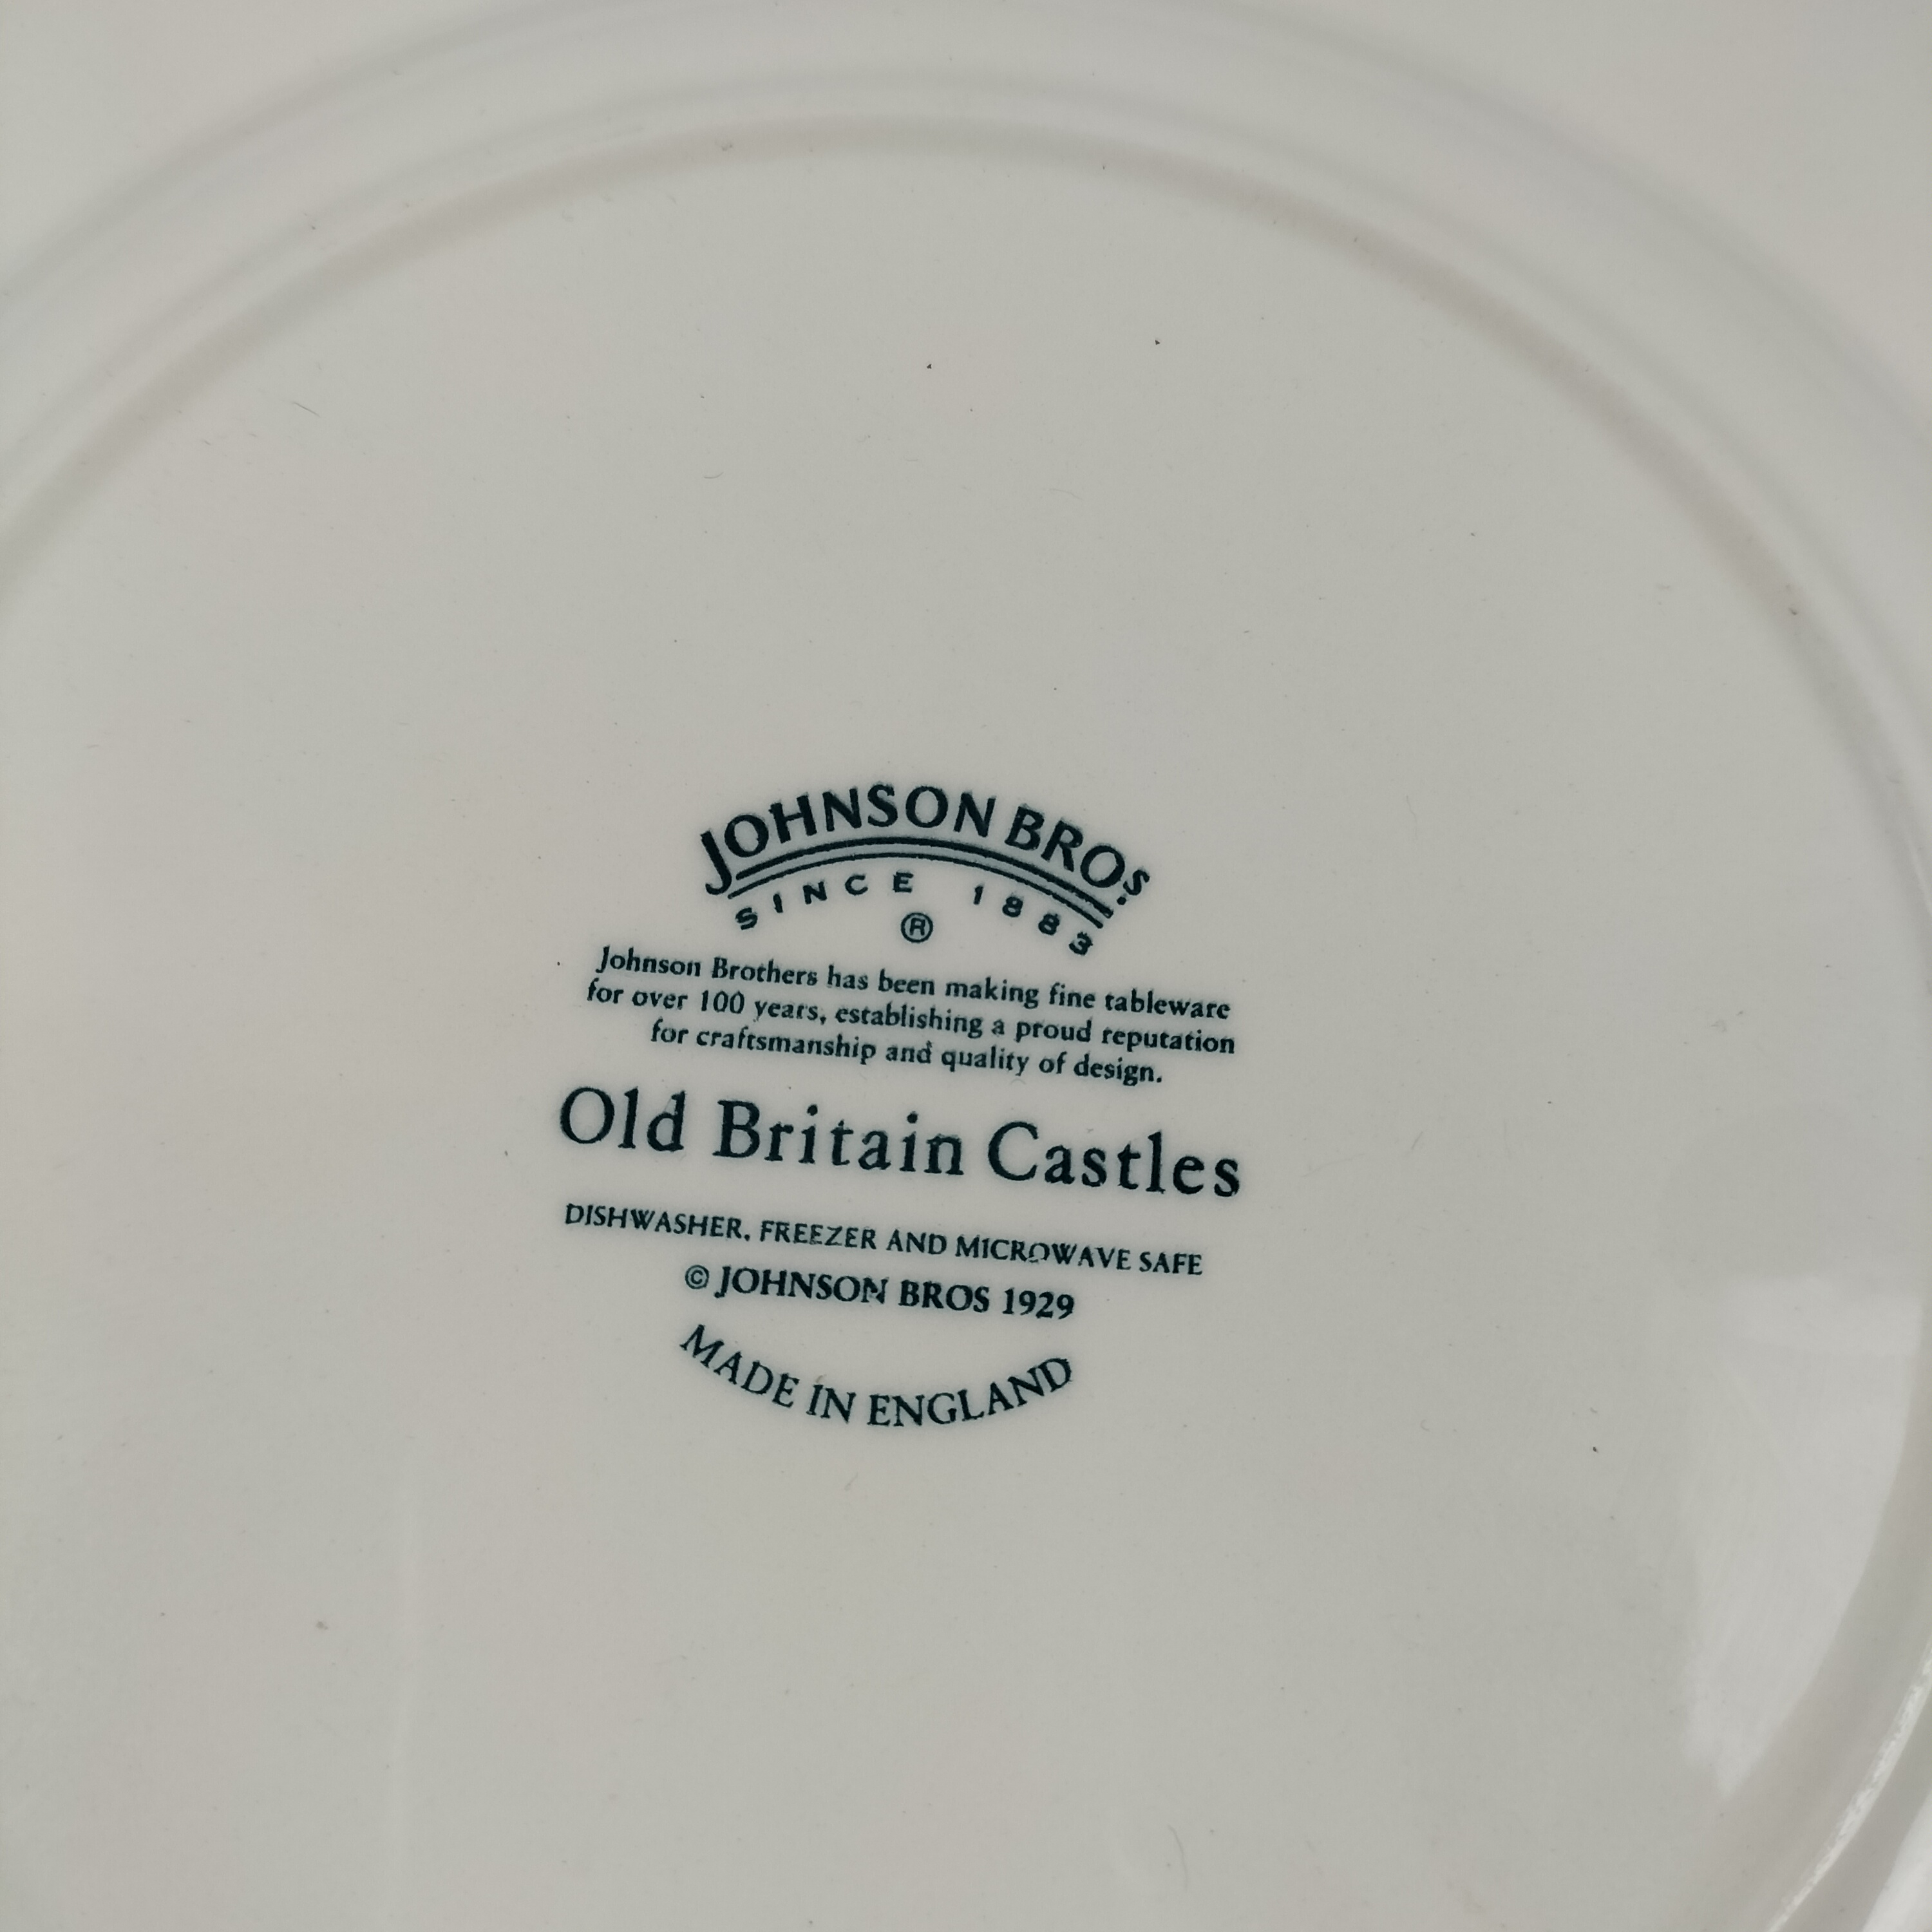 JOHNSON BROS.
SINCE 1883
®
Johnson Brothers has been making fine tableware
for over 100 years, establishing a proud reputation
for craftsmanship and quality of design.
Old Britain Castles
DISHWASHER, FREEZER AND MICROWAVE SAFE
© JOHNSON BROS 1929
MADE IN ENGLAND